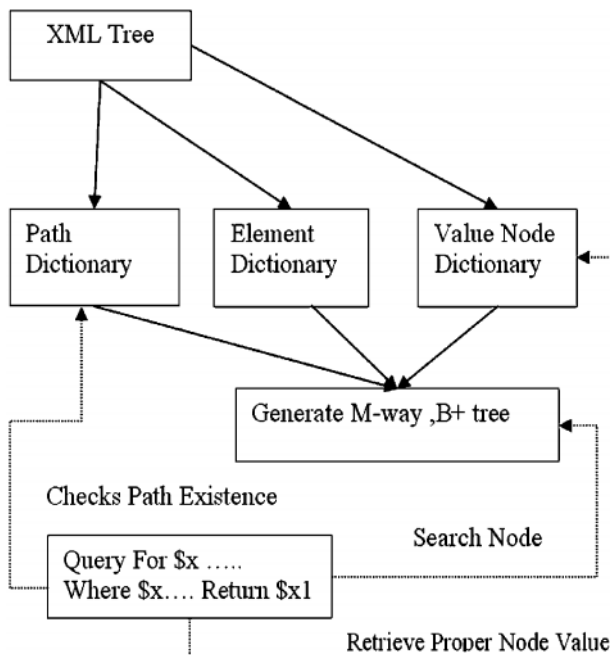 XML Tree
Path
Dictionary
Element
Dictionary
Value Node
Dictionary
Generate M-way ,B+ tree
Checks Path Existence
Search Node
Query For $x …..
Where $x…. Return $x1
Retrieve Proper Node Value